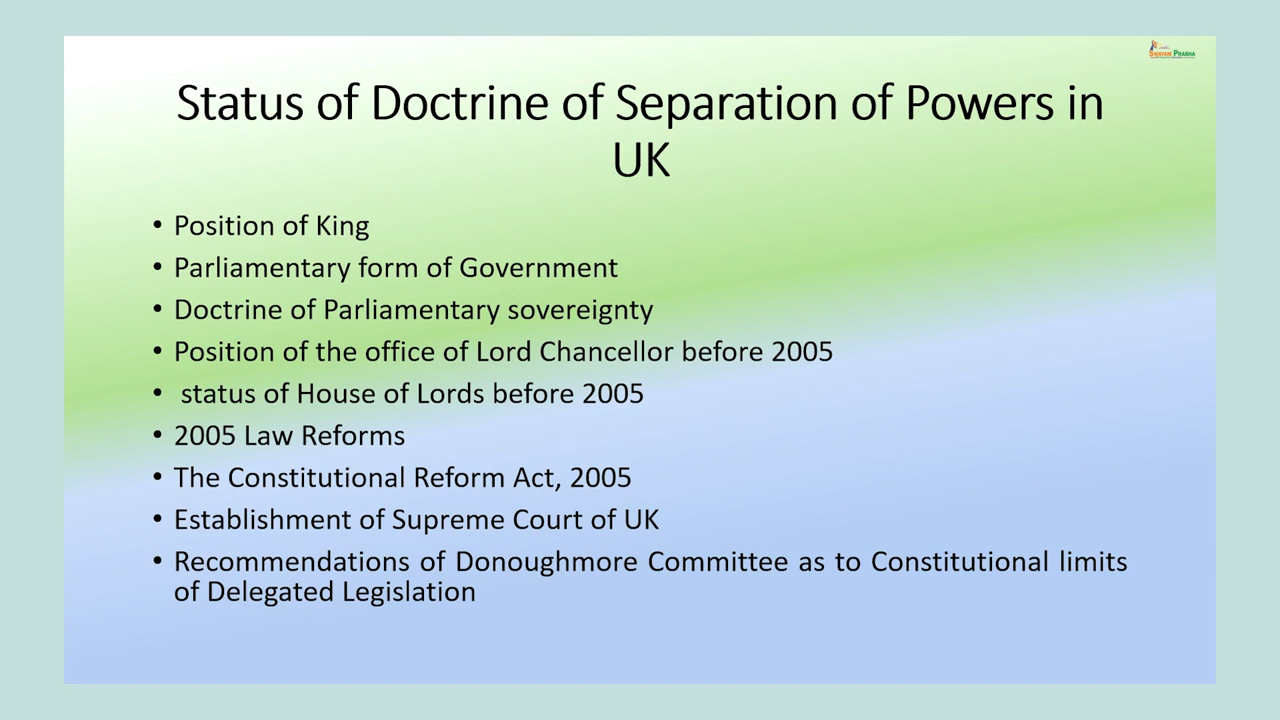 SWAYAM PRABHA
Status of Doctrine of Separation of Powers in
UK
• Position of King
• Parliamentary form of Government
• Doctrine of Parliamentary sovereignty
• Position of the office of Lord Chancellor before 2005
• status of House of Lords before 2005
• 2005 Law Reforms
• The Constitutional Reform Act, 2005
• Establishment of Supreme Court of UK
• Recommendations of Donoughmore Committee as to Constitutional limits
of Delegated Legislation